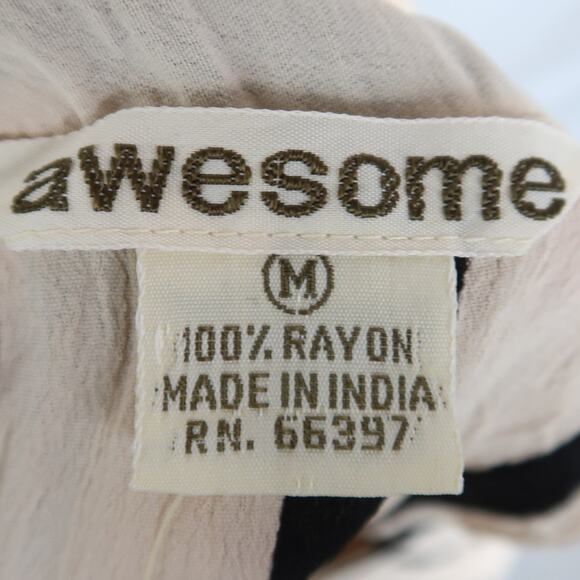 awesome
M
100% RAYON
MADE IN INDIA
RN. 66397